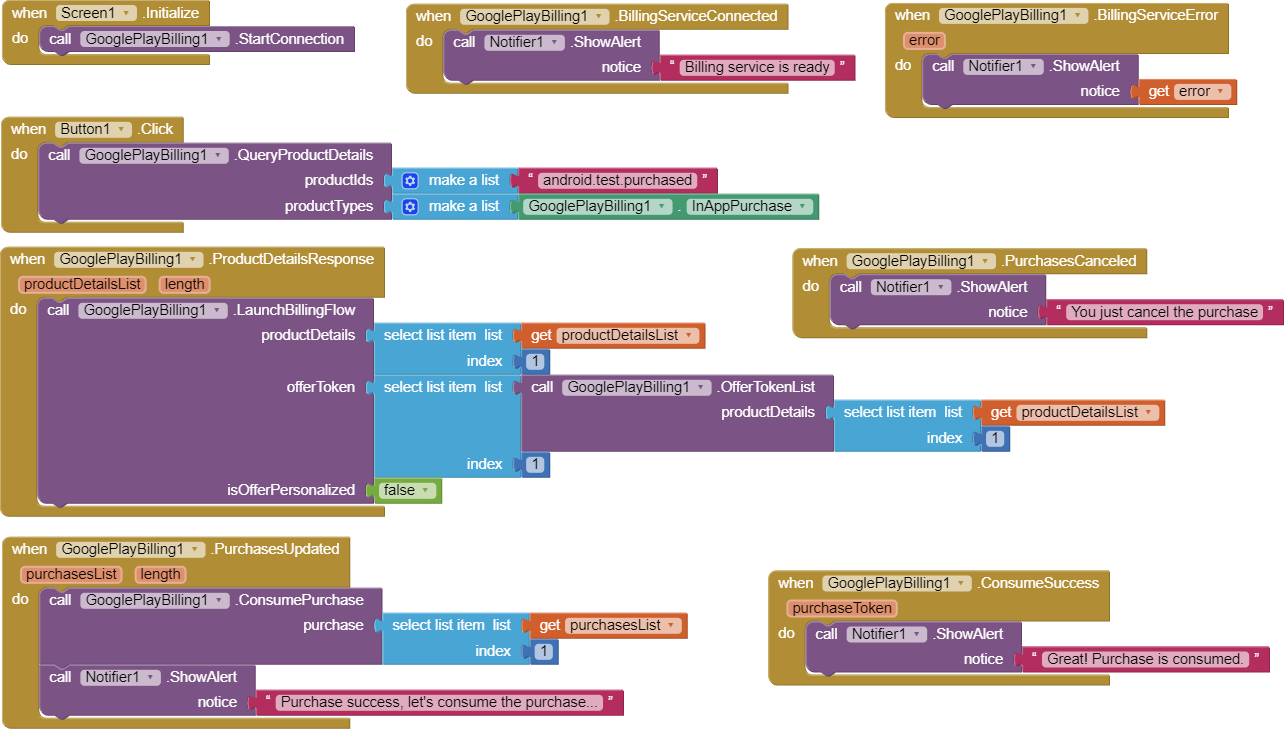 when Screen1 .Initialize
do call GooglePlayBilling1 .StartConnection
when GooglePlayBilling1 .BillingServiceConnected
do call Notifier1 .ShowAlert
notice " Billing service is ready "
when GooglePlayBilling1 .BillingServiceError
error
do call Notifier1 .ShowAlert
notice get error
when Button1 .Click
do call GooglePlayBilling1 .QueryProductDetails
productIds make a list " android.test.purchased "
productTypes make a list GooglePlayBilling1 . InAppPurchase
when GooglePlayBilling1 .ProductDetailsResponse
productDetailsList length
do call GooglePlayBilling1 .LaunchBillingFlow
productDetails select list item list get productDetailsList
index 1
offerToken select list item list call GooglePlayBilling1 .OfferTokenList
productDetails select list item list get productDetailsList
index 1
index 1
isOfferPersonalized false
when GooglePlayBilling1 .PurchasesCanceled
do call Notifier1 .ShowAlert
notice " You just cancel the purchase "
when GooglePlayBilling1 .PurchasesUpdated
purchasesList length
do call GooglePlayBilling1 .ConsumePurchase
purchase select list item list get purchasesList
index 1
call Notifier1 .ShowAlert
notice " Purchase success, let's consume the purchase... "
when GooglePlayBilling1 .ConsumeSuccess
purchaseToken
do call Notifier1 .ShowAlert
notice " Great! Purchase is consumed. "